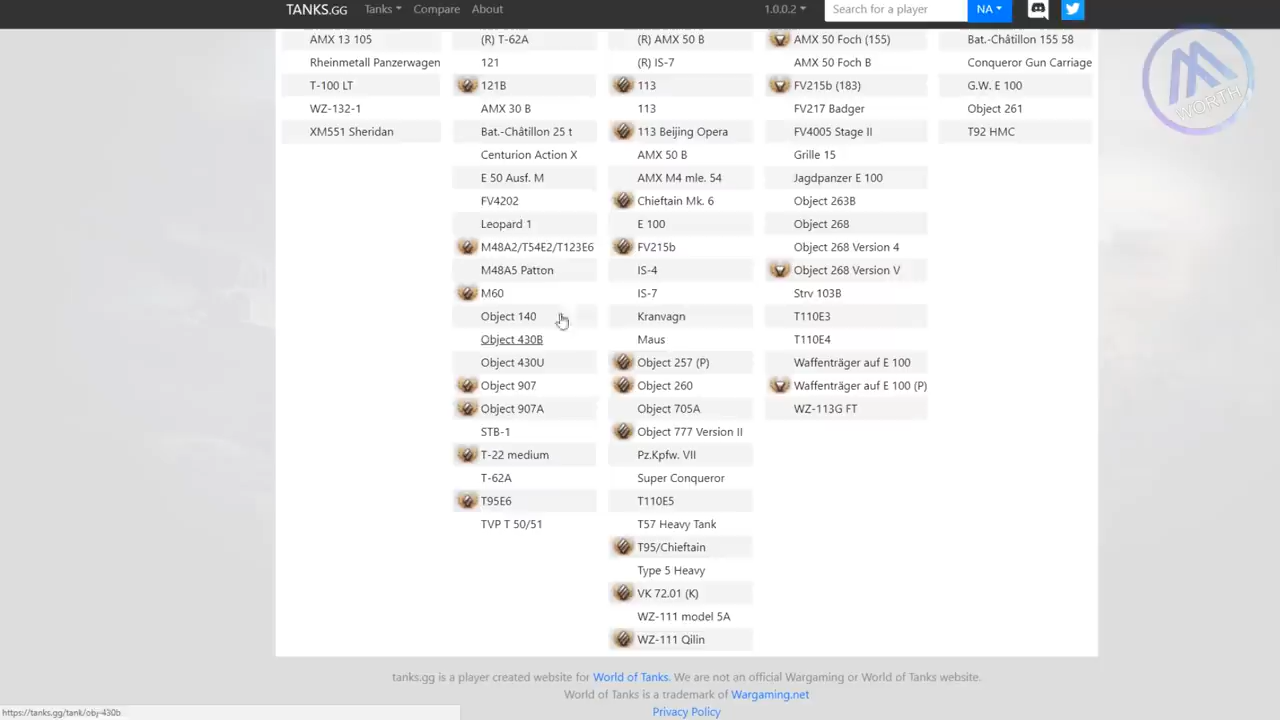 TANKS.GG Tanks Compare About 1.0.0.2 Search for a player NA
WORTH
AMX 13 105
Rheinmetall Panzerwagen
T-100 LT
WZ-132-1
XM551 Sheridan
(R) T-62A
121
121B
AMX 30 B
Bat.-Châtillon 25 t
Centurion Action X
E 50 Ausf. M
FV4202
Leopard 1
M48A2/T54E2/T123E6
M48A5 Patton
M60
Object 140
Object 430B
Object 430U
Object 907
Object 907A
STB-1
T-22 medium
T-62A
T95E6
TVP T 50/51
(R) AMX 50 B
(R) IS-7
113
113
113 Beijing Opera
AMX 50 B
AMX M4 mle. 54
Chieftain Mk. 6
E 100
FV215b
IS-4
IS-7
Kranvagn
Maus
Object 257 (P)
Object 260
Object 705A
Object 777 Version II
Pz.Kpfw. VII
Super Conqueror
T110E5
T57 Heavy Tank
T95/Chieftain
Type 5 Heavy
VK 72.01 (K)
WZ-111 model 5A
WZ-111 Qilin
AMX 50 Foch (155)
AMX 50 Foch B
FV215b (183)
FV217 Badger
FV4005 Stage II
Grille 15
Jagdpanzer E 100
Object 263B
Object 268
Object 268 Version 4
Object 268 Version V
Strv 103B
T110E3
T110E4
Waffenträger auf E 100
Waffenträger auf E 100 (P)
WZ-113G FT
Bat.-Châtillon 155 58
Conqueror Gun Carriage
G.W. E 100
Object 261
T92 HMC
tanks.gg is a player created website for World of Tanks. We are not an official Wargaming or World of Tanks website.
World of Tanks is a trademark of Wargaming.net
Privacy Policy
https://tanks.gg/tank/obj-430b